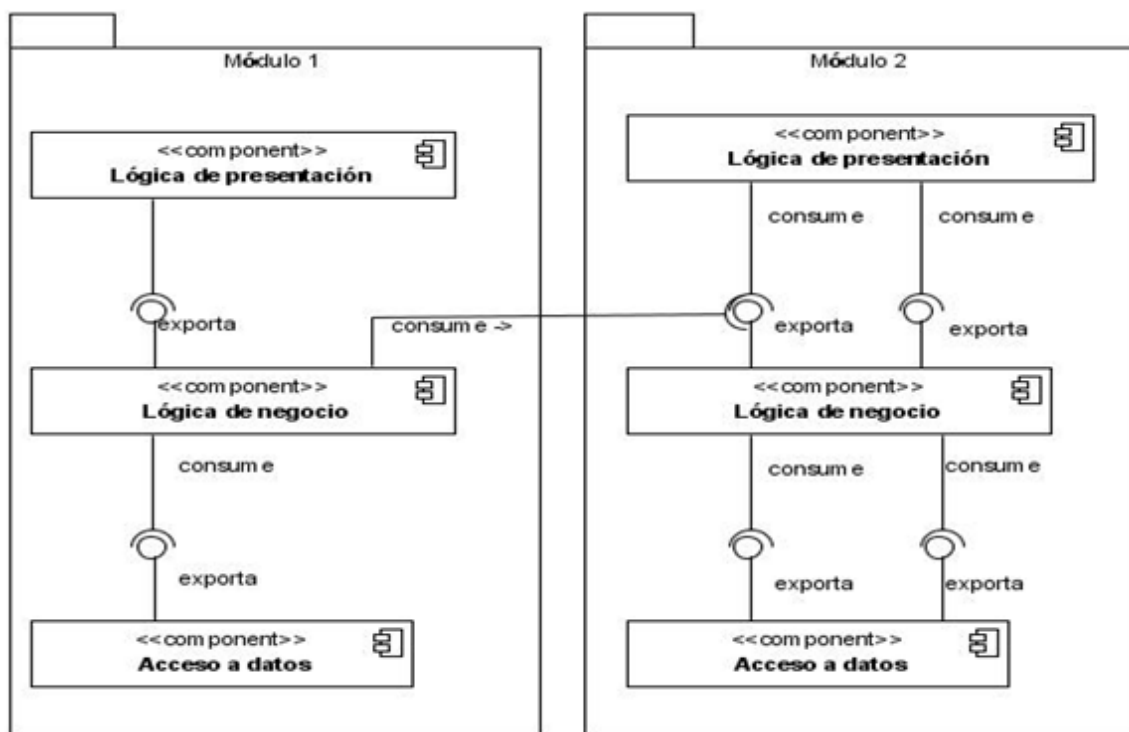 Módulo 1
<<component>>
Lógica de presentación
exporta
consume ->
<<component>>
Lógica de negocio
consume
exporta
<<component>>
Acceso a datos
Módulo 2
<<component>>
Lógica de presentación
consume
consume
exporta
exporta
<<component>>
Lógica de negocio
consume
consume
exporta
exporta
<<component>>
Acceso a datos